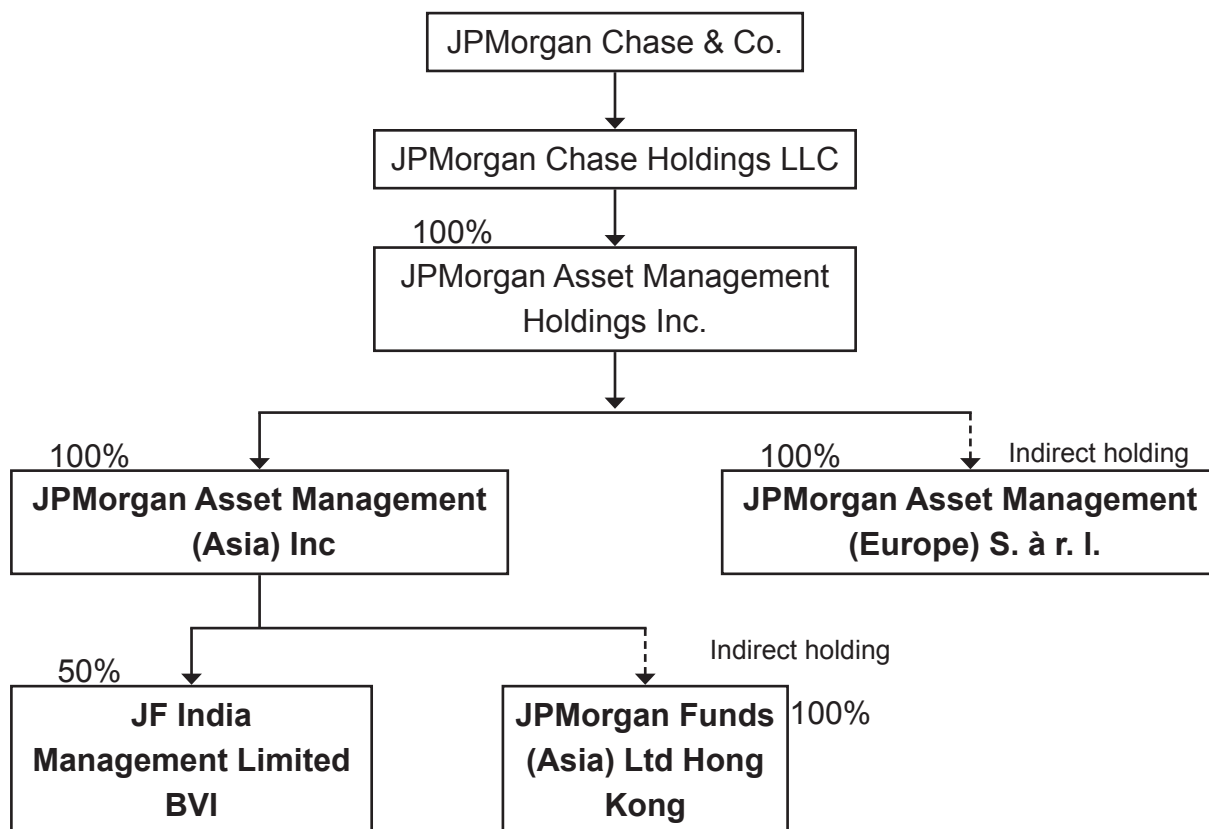 JPMorgan Chase & Co.
JPMorgan Chase Holdings LLC
100%
JPMorgan Asset Management
Holdings Inc.
100%
JPMorgan Asset Management
(Asia) Inc
100%
Indirect holding
JPMorgan Asset Management
(Europe) S. à r. l.
50%
JF India
Management Limited
BVI
Indirect holding
JPMorgan Funds
(Asia) Ltd Hong
Kong
100%